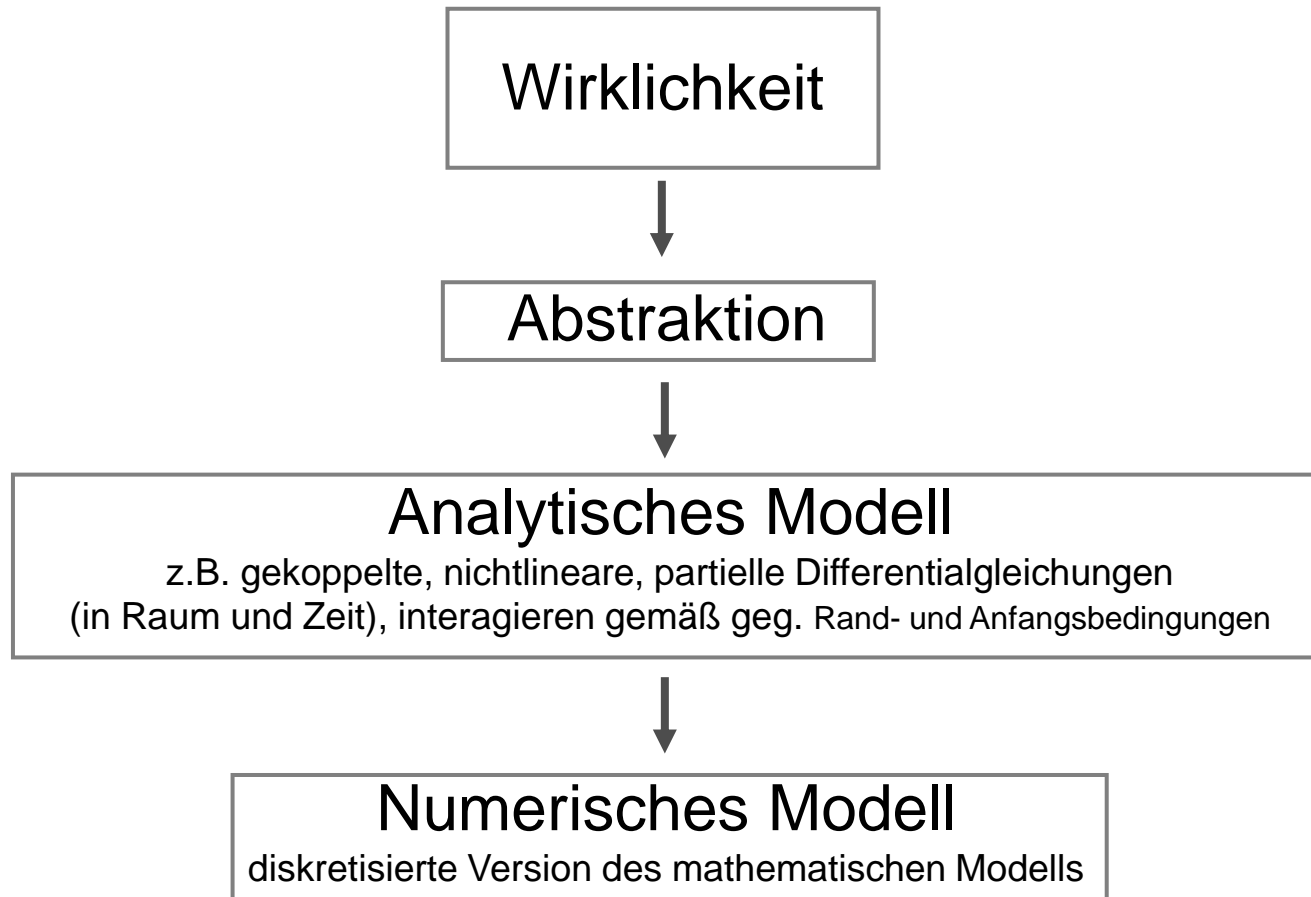 Wirklichkeit
Abstraktion
Analytisches Modell
z.B. gekoppelte, nichtlineare, partielle Differentialgleichungen
(in Raum und Zeit), interagieren gemäß geg. Rand- und Anfangsbedingungen
Numerisches Modell
diskretisierte Version des mathematischen Modells